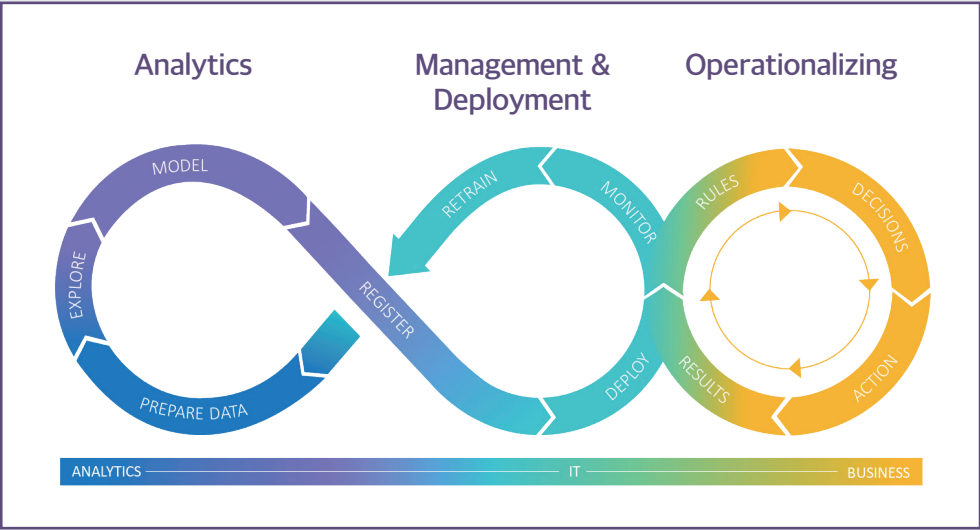 Analytics
Management &
Deployment
Operationalizing
MODEL
EXPLORE
PREPARE DATA
REGISTER
RETRAIN
MONITOR
DEPLOY
RULES
DECISIONS
ACTION
RESULTS
ANALYTICS
IT
BUSINESS